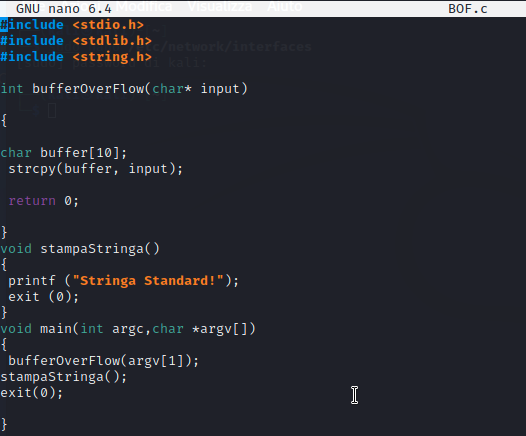 GNU nano 6.4 Modifica Visualizza Aiuto BOF.c
#include <stdio.h>
#include <stdlib.h>
#include <string.h>
int bufferOverFlow(char* input)
{
char buffer[10];
strcpy(buffer, input);
return 0;
}
void stampaStringa()
{
printf ("Stringa Standard!");
exit (0);
}
void main(int argc,char *argv[])
{
bufferOverFlow(argv[1]);
stampaStringa();
exit(0);
}